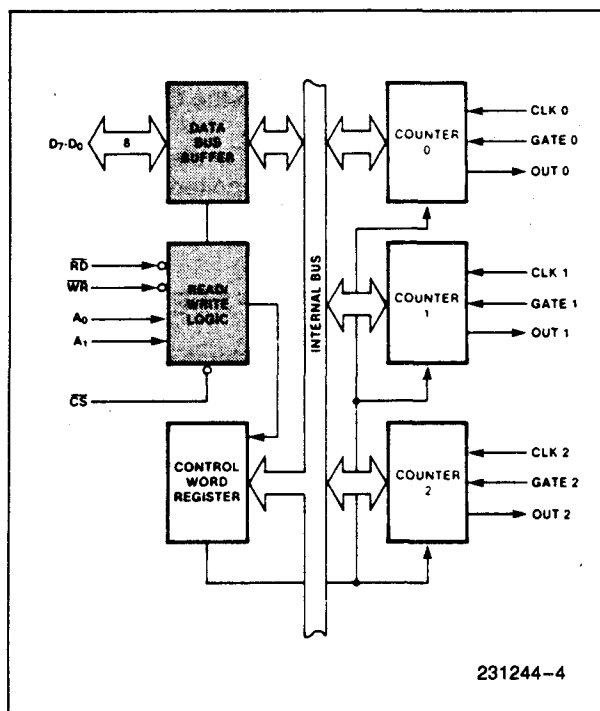 DATA
BUS
BUFFER
D7-D0
8
READ/
WRITE
LOGIC
RD
WR
A0
A1
CS
CONTROL
WORD
REGISTER
INTERNAL BUS
COUNTER
0
CLK 0
GATE 0
OUT 0
COUNTER
1
CLK 1
GATE 1
OUT 1
COUNTER
2
CLK 2
GATE 2
OUT 2
231244-4